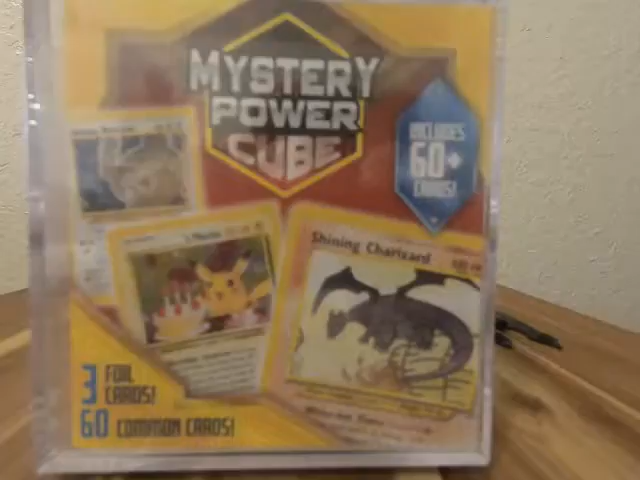 MYSTERY
POWER
CUBE
INCLUDES
60+
CARDS!
Shining Charizard
3 FOIL
CARDS!
60 COMMON CARDS!